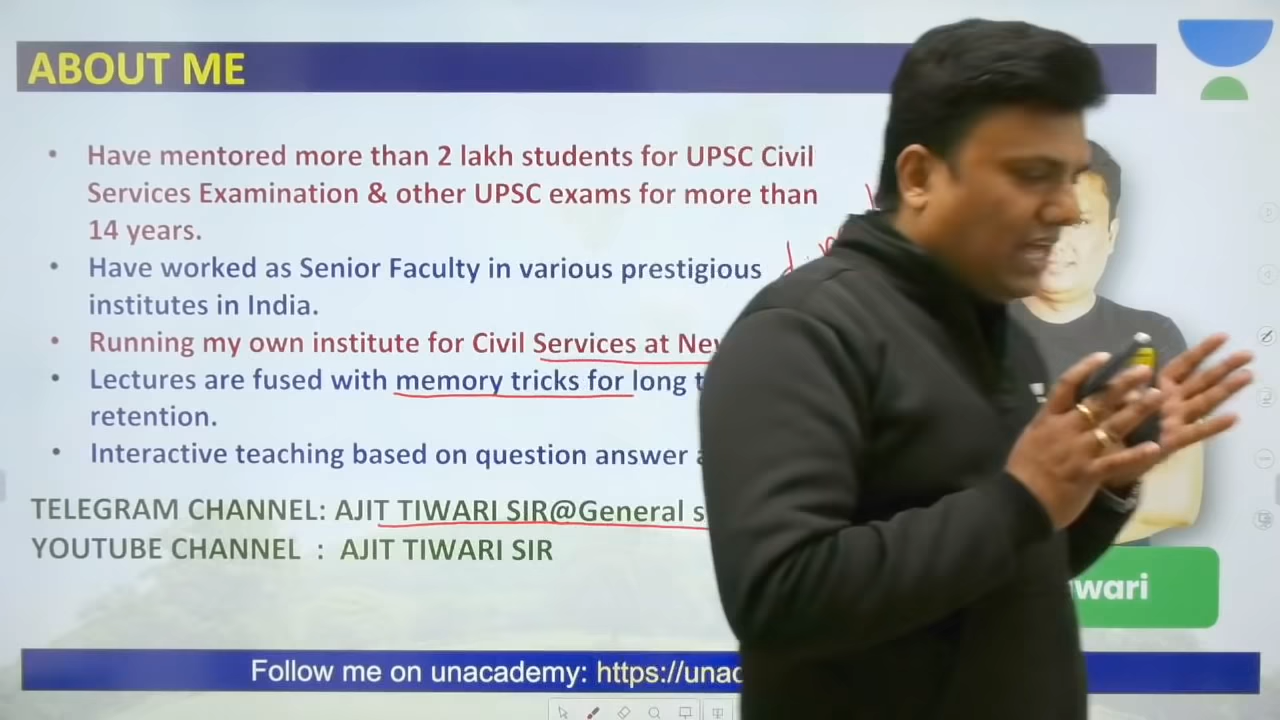 ABOUT ME
• Have mentored more than 2 lakh students for UPSC Civil
Services Examination & other UPSC exams for more than
14 years.
• Have worked as Senior Faculty in various prestigious
institutes in India.
• Running my own institute for Civil Services at
• Lectures are fused with memory tricks for long
retention.
• Interactive teaching based on question answer
TELEGRAM CHANNEL: AJIT TIWARI SIR@General
YOUTUBE CHANNEL : AJIT TIWARI SIR
wari
Follow me on unacademy: https://unac